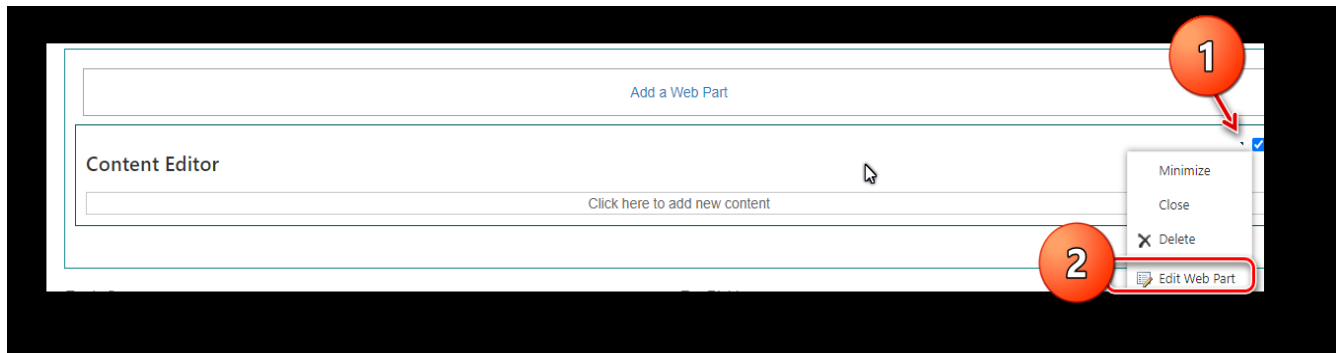 1
Add a Web Part
Content Editor
Click here to add new content
Minimize
Close
Delete
2
Edit Web Part